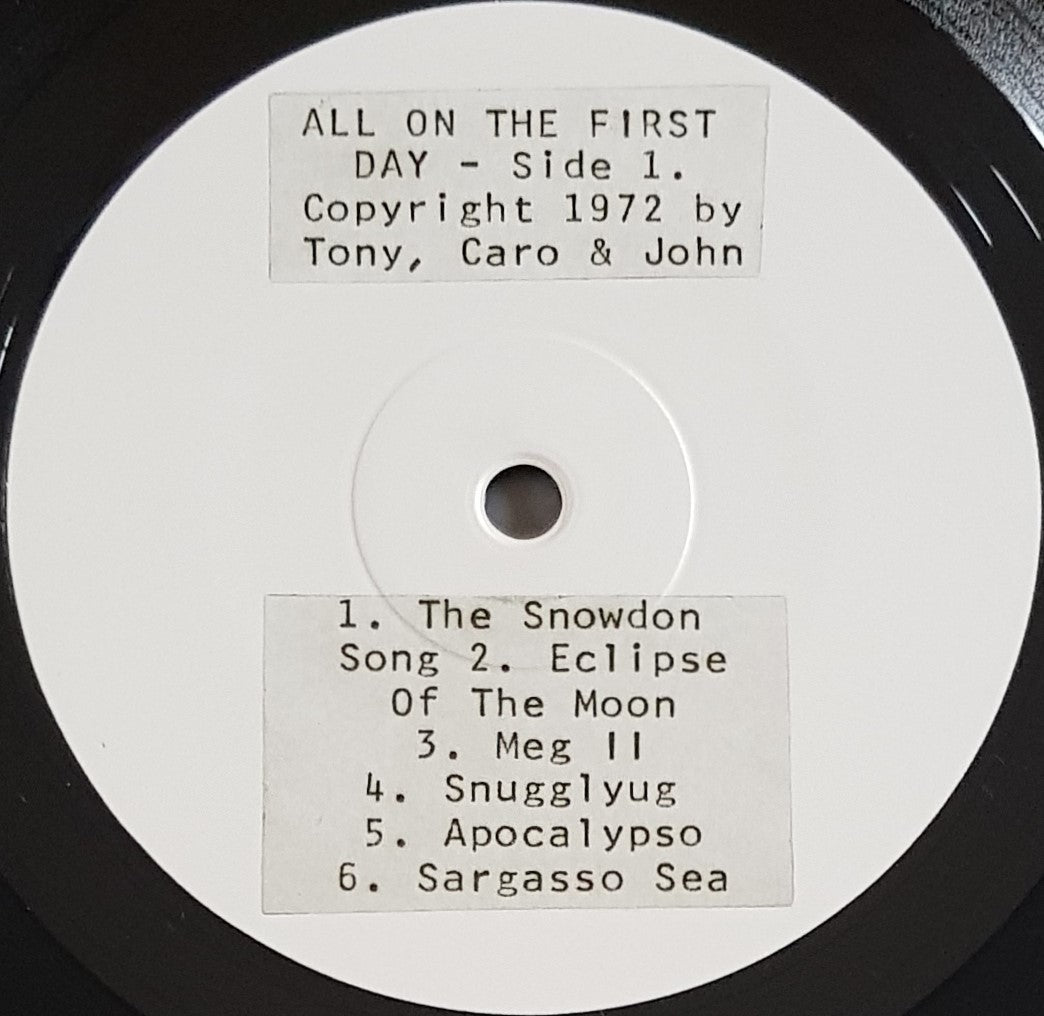 ALL ON THE FIRST
DAY - Side 1.
Copyright 1972 by
Tony, Caro & John
1. The Snowdon
Song 2. Eclipse
Of The Moon
3. Meg II
4. Snugglyug
5. Apocalypso
6. Sargasso Sea